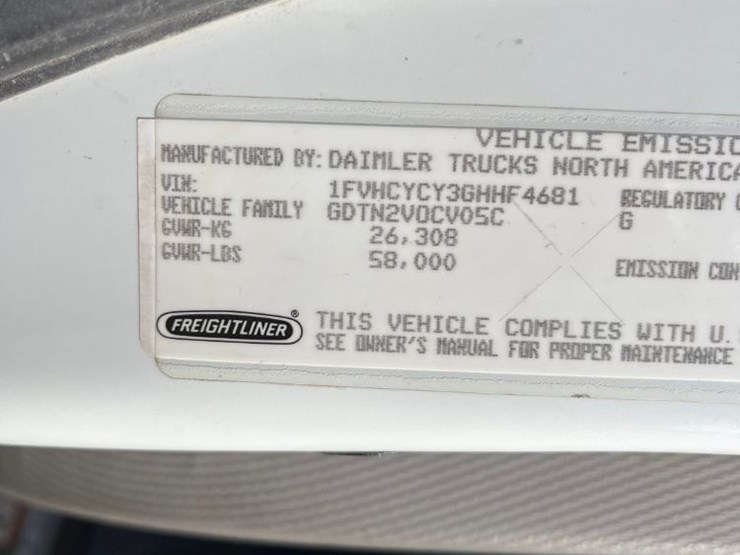 VEHICLE EMISSIO
MANUFACTURED BY: DAIMLER TRUCKS NORTH AMERICA
VIN: 1FVHCYCY3GHHF4681 REGULATORY
VEHICLE FAMILY GDTN2VOCV05C G
GVWR-KG 26,308
GVWR-LBS 58,000 EMISSION CON
FREIGHTLINER ® THIS VEHICLE COMPLIES WITH U.
SEE OWNER'S MANUAL FOR PROPER MAINTENANCE